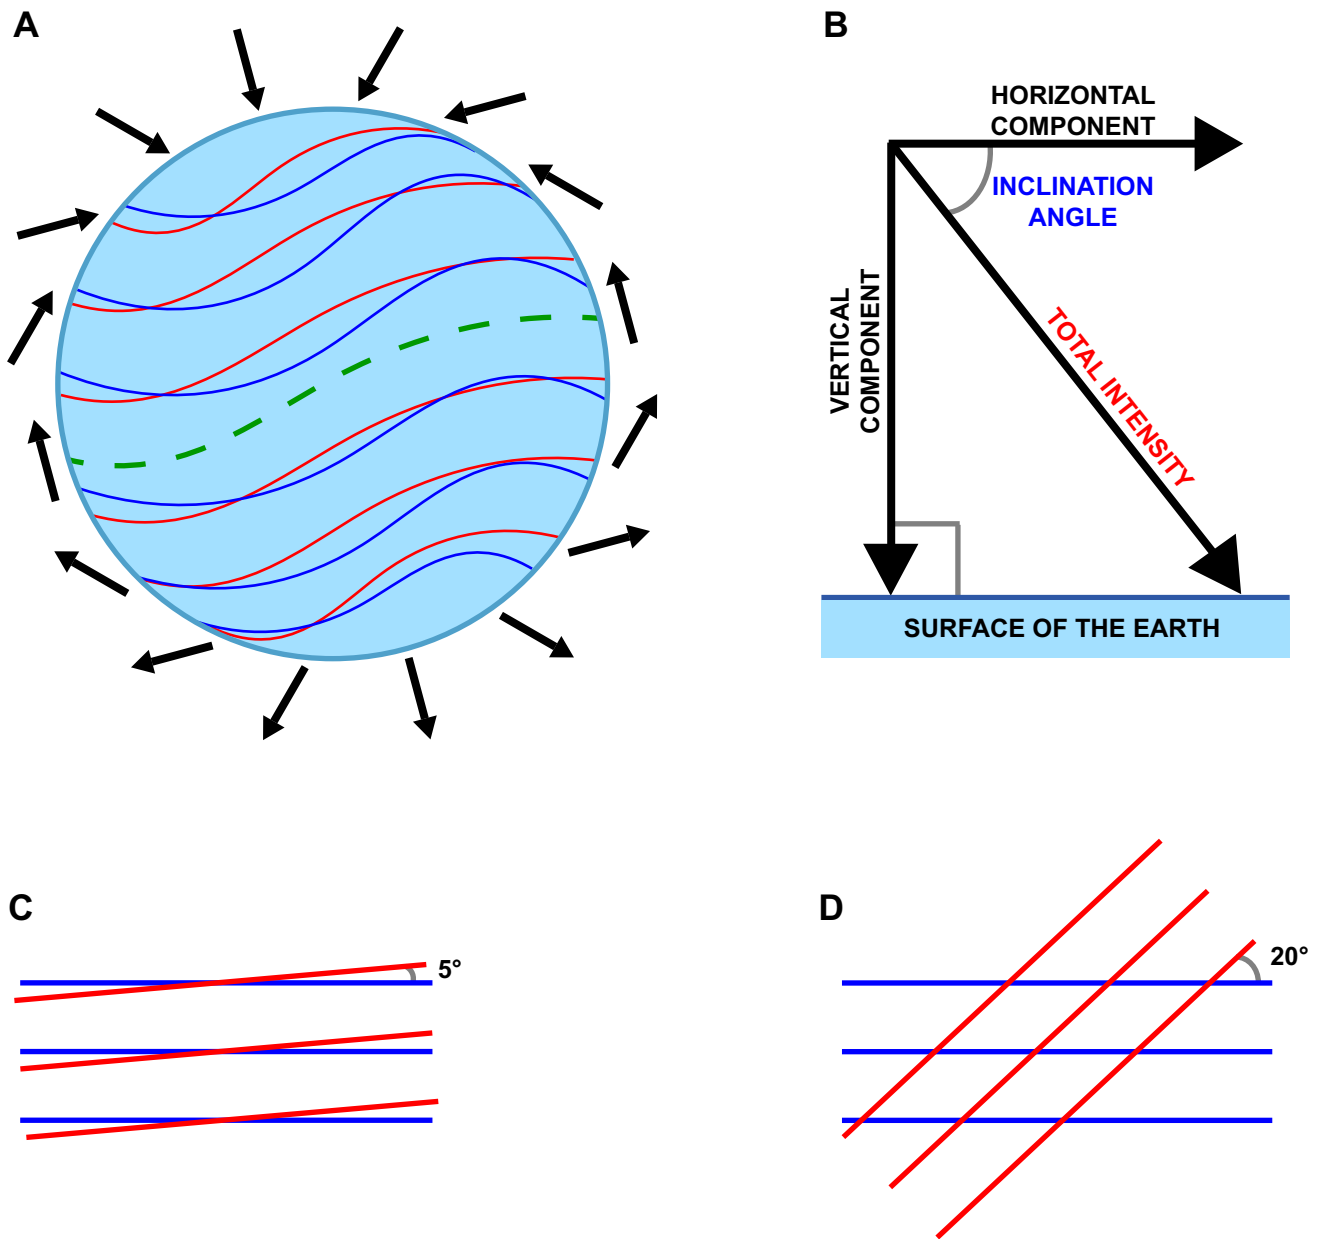 A
B
HORIZONTAL
COMPONENT
INCLINATION
ANGLE
VERTICAL
COMPONENT
TOTAL INTENSITY
SURFACE OF THE EARTH
C
5°
D
20°